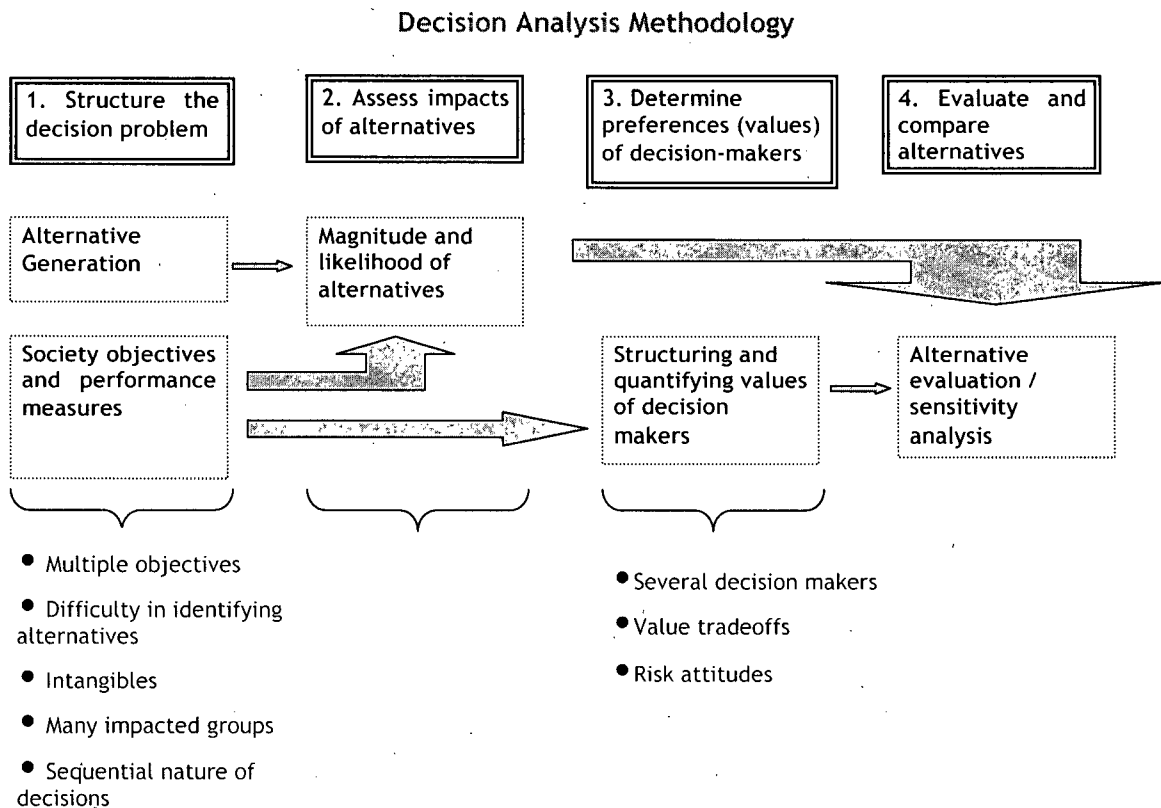 Decision Analysis Methodology
1. Structure the
decision problem
2. Assess impacts
of alternatives
3. Determine
preferences (values)
of decision-makers
4. Evaluate and
compare
alternatives
Alternative
Generation
Magnitude and
likelihood of
alternatives
Society objectives
and performance
measures
Structuring and
quantifying values
of decision
makers
Alternative
evaluation /
sensitivity
analysis
• Multiple objectives
• Difficulty in identifying
alternatives
• Intangibles
• Many impacted groups
• Sequential nature of
decisions
• Several decision makers
• Value tradeoffs
• Risk attitudes